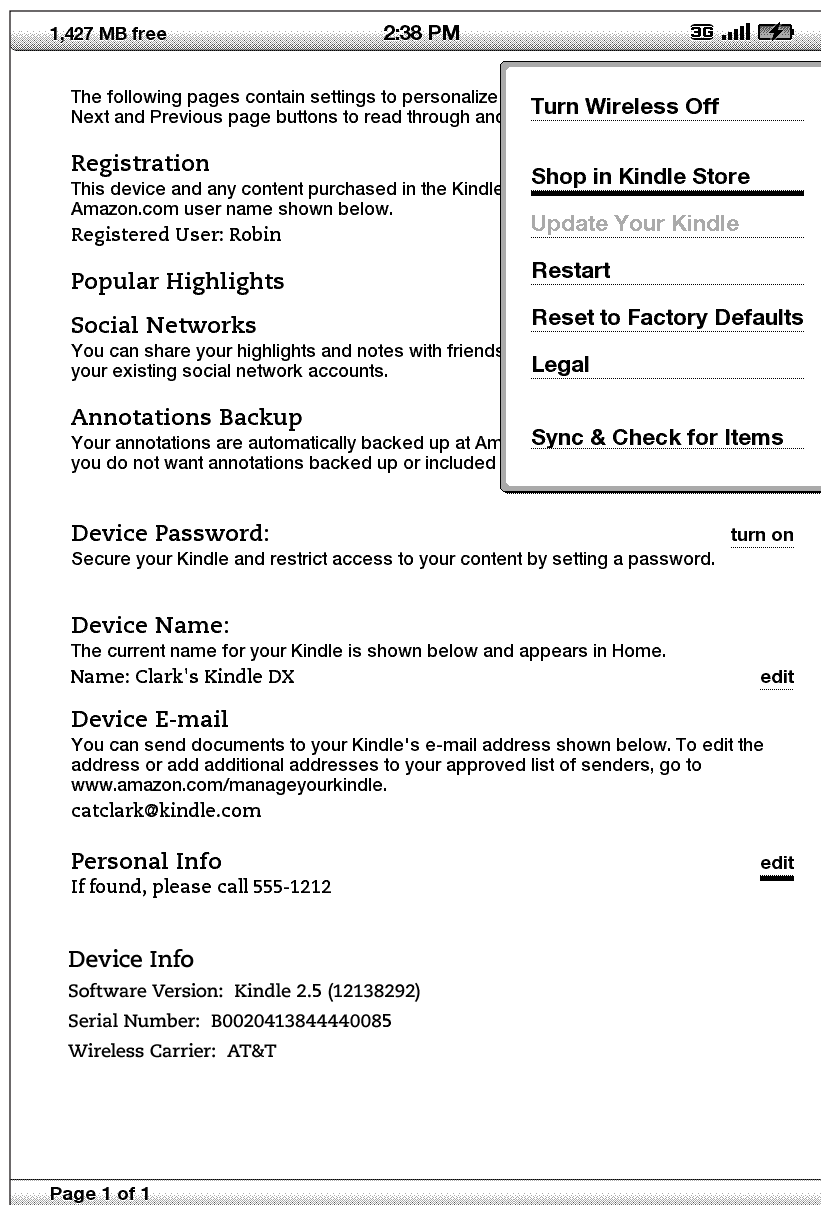 1,427 MB free 2:38 PM 3G
The following pages contain settings to personalize
Next and Previous page buttons to read through and
Registration
This device and any content purchased in the Kindle
Amazon.com user name shown below.
Registered User: Robin
Popular Highlights
Social Networks
You can share your highlights and notes with friends
your existing social network accounts.
Annotations Backup
Your annotations are automatically backed up at Am
you do not want annotations backed up or included
Turn Wireless Off
Shop in Kindle Store
Update Your Kindle
Restart
Reset to Factory Defaults
Legal
Sync & Check for Items
Device Password: turn on
Secure your Kindle and restrict access to your content by setting a password.
Device Name:
The current name for your Kindle is shown below and appears in Home.
Name: Clark's Kindle DX edit
Device E-mail
You can send documents to your Kindle's e-mail address shown below. To edit the
address or add additional addresses to your approved list of senders, go to
www.amazon.com/manageyourkindle.
catclark@kindle.com
Personal Info edit
If found, please call 555-1212
Device Info
Software Version: Kindle 2.5 (12138292)
Serial Number: B0020413844440085
Wireless Carrier: AT&T
Page 1 of 1